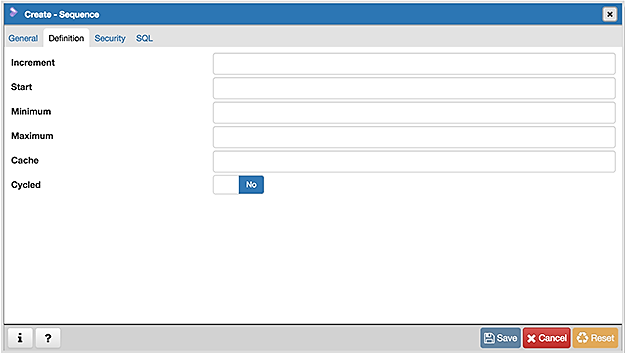 Create - Sequence
General Definition Security SQL
Increment
Start
Minimum
Maximum
Cache
Cycled No
i ? Save Cancel Reset